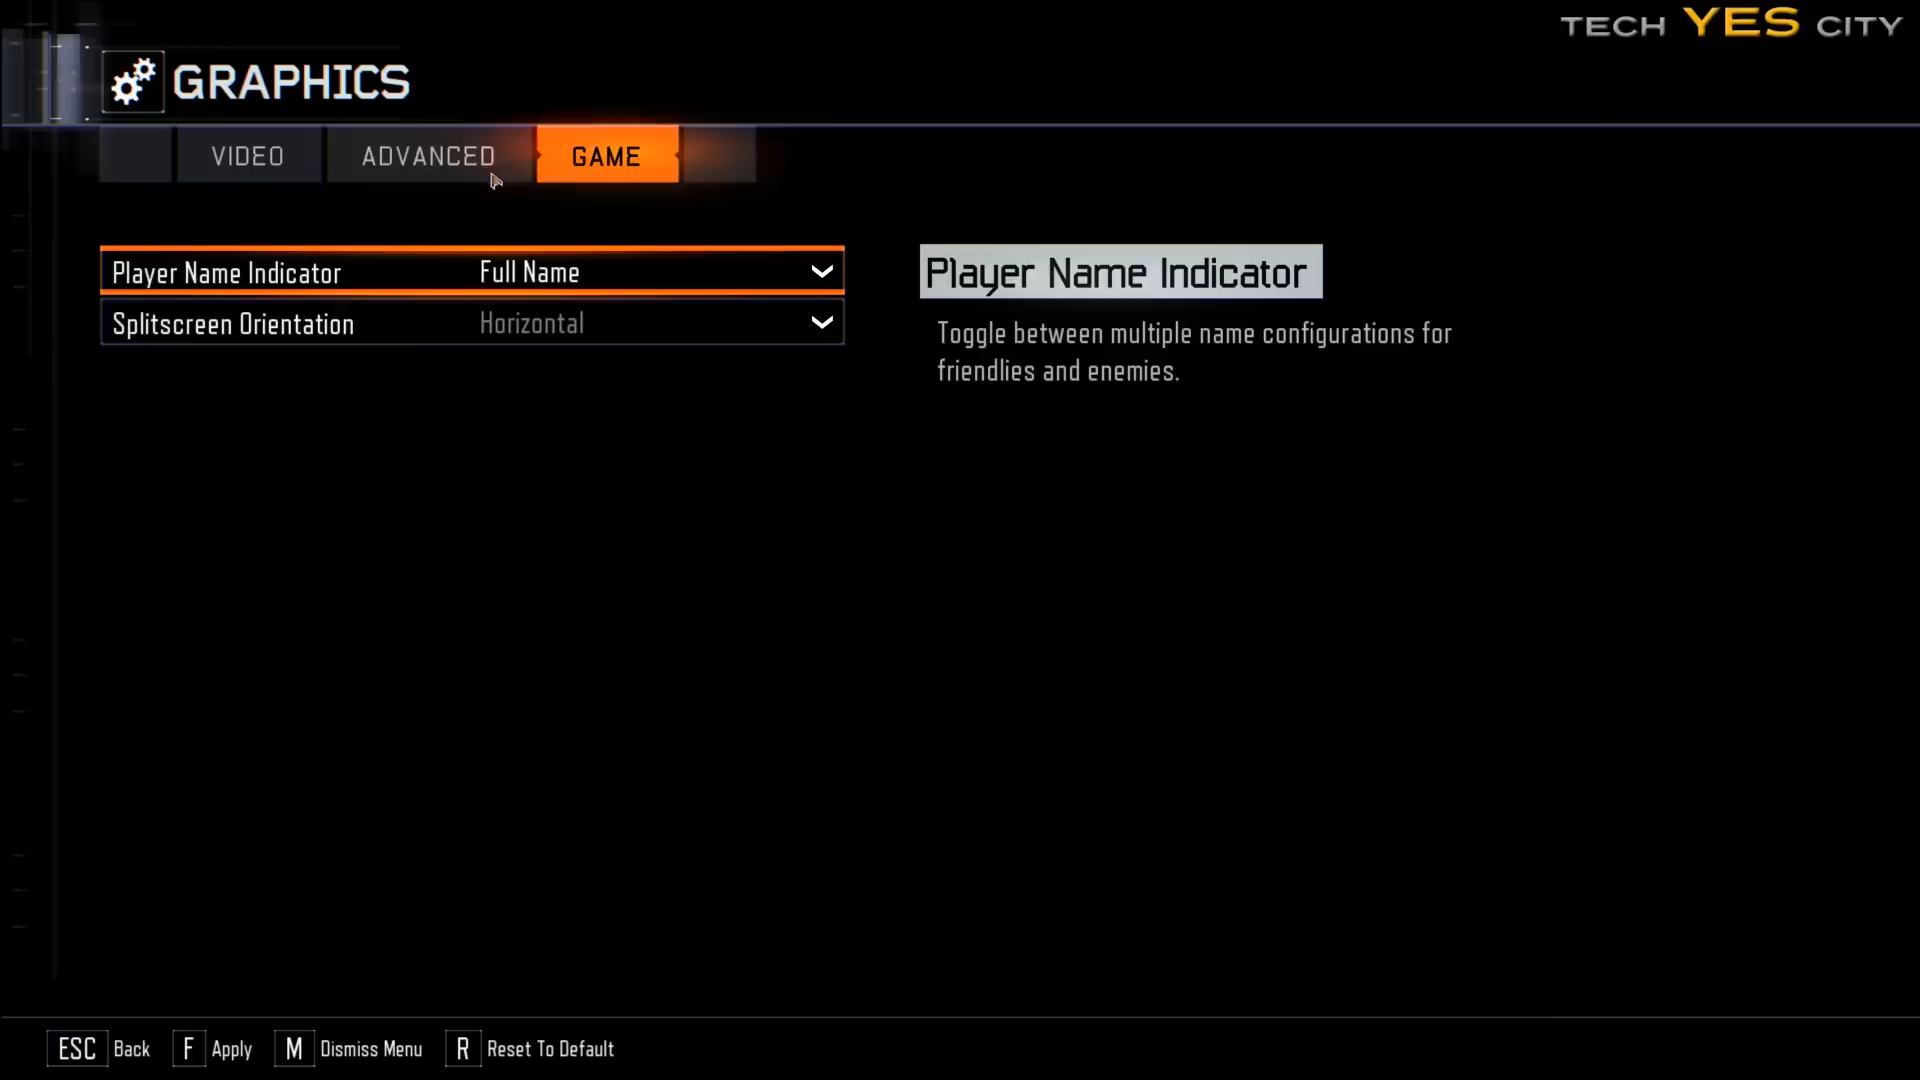 TECH YES CITY
GRAPHICS
VIDEO ADVANCED GAME
Player Name Indicator Full Name
Splitscreen Orientation Horizontal
Player Name Indicator
Toggle between multiple name configurations for
friendlies and enemies.
ESC Back F Apply M Dismiss Menu R Reset To Default